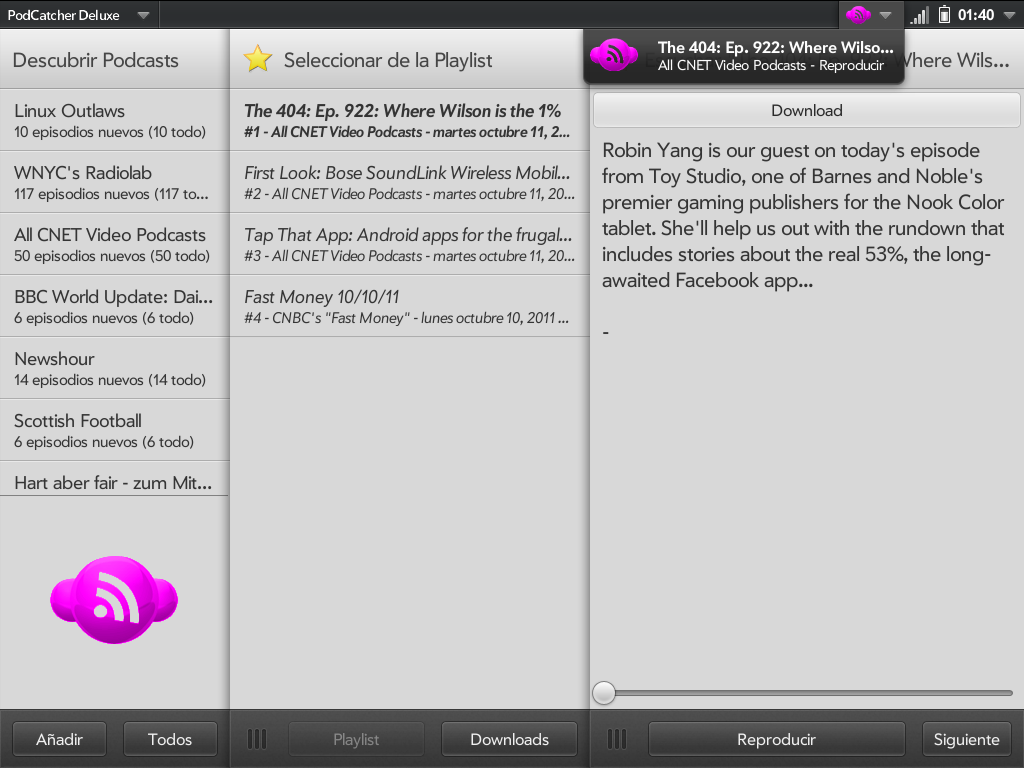 PodCatcher Deluxe
01:40
The 404: Ep. 922: Where Wilso...
All CNET Video Podcasts - Reproducir
Descubrir Podcasts
Linux Outlaws
10 episodios nuevos (10 todo)
WNYC's Radiolab
117 episodios nuevos (117 to...
All CNET Video Podcasts
50 episodios nuevos (50 todo)
BBC World Update: Dai...
6 episodios nuevos (6 todo)
Newshour
14 episodios nuevos (14 todo)
Scottish Football
6 episodios nuevos (6 todo)
Hart aber fair - zum Mit...
Añadir
Todos
Seleccionar de la Playlist
The 404: Ep. 922: Where Wilson is the 1%
#1 - All CNET Video Podcasts - martes octubre 11, 2...
First Look: Bose SoundLink Wireless Mobil...
#2 - All CNET Video Podcasts - martes octubre 11, 20...
Tap That App: Android apps for the frugal...
#3 - All CNET Video Podcasts - martes octubre 11, 20...
Fast Money 10/10/11
#4 - CNBC's "Fast Money" - lunes octubre 10, 2011 ...
Playlist
Downloads
Where Wils...
Download
Robin Yang is our guest on today's episode
from Toy Studio, one of Barnes and Noble's
premier gaming publishers for the Nook Color
tablet. She'll help us out with the rundown that
includes stories about the real 53%, the long-
awaited Facebook app...
-
Reproducir
Siguiente